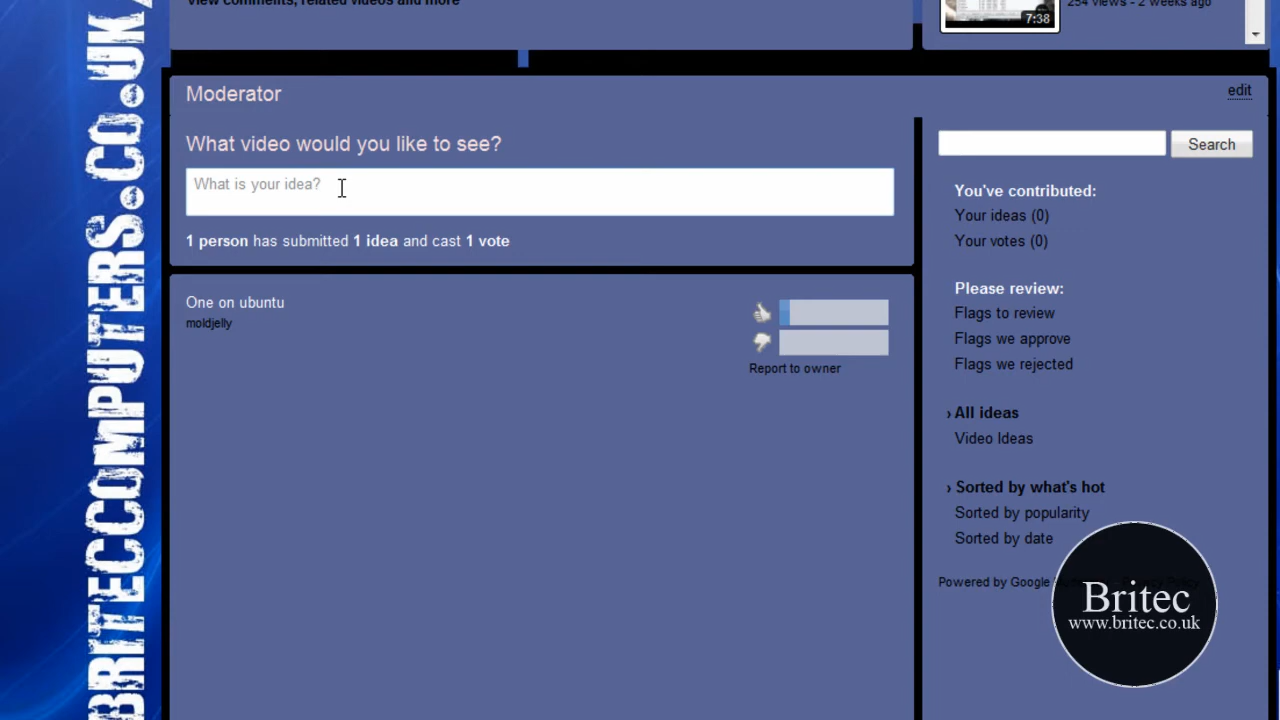 View comments, related videos and more
7:38
254 views - 2 weeks ago
BRITECCOMPUTERS.CO.UK/
Moderator
edit
What video would you like to see?
What is your idea?
1 person has submitted 1 idea and cast 1 vote
One on ubuntu
moldjelly
Report to owner
Search
You've contributed:
Your ideas (0)
Your votes (0)
Please review:
Flags to review
Flags we approve
Flags we rejected
› All ideas
Video Ideas
› Sorted by what's hot
Sorted by popularity
Sorted by date
Powered by Google
Privacy Policy
Britec
www.britec.co.uk